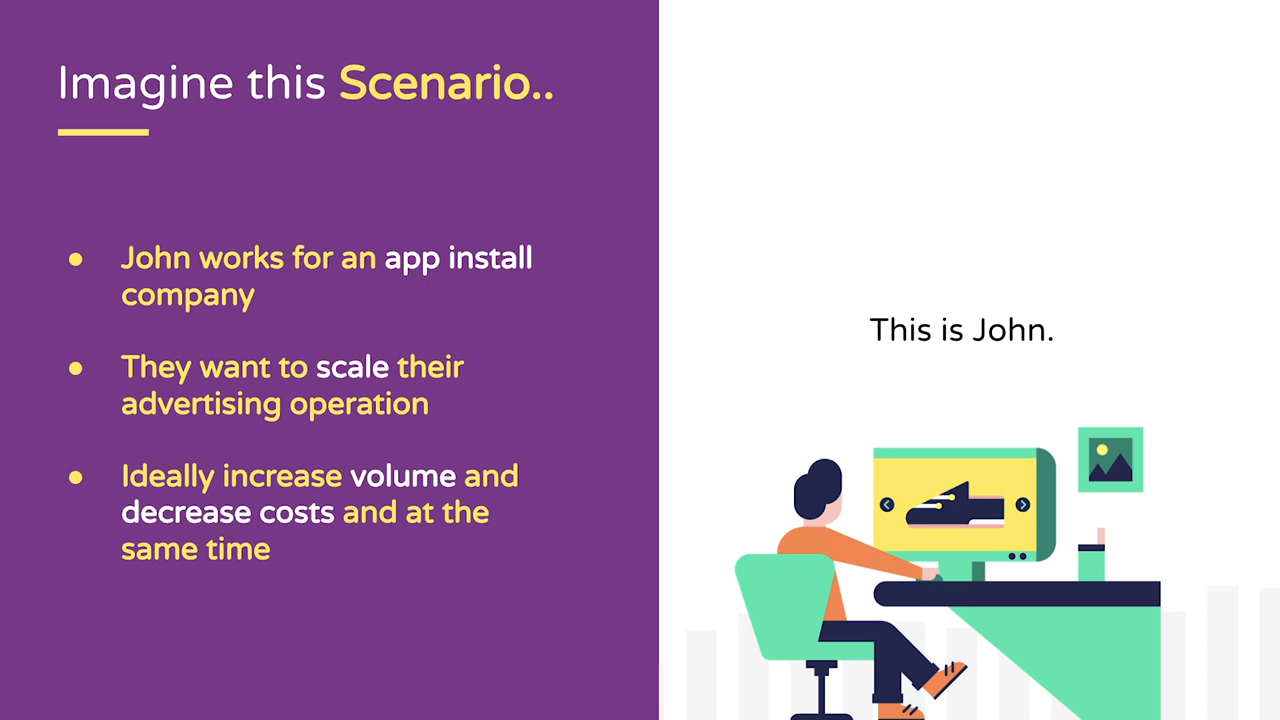 Imagine this Scenario..
● John works for an app install
company
● They want to scale their
advertising operation
● Ideally increase volume and
decrease costs and at the
same time
This is John.